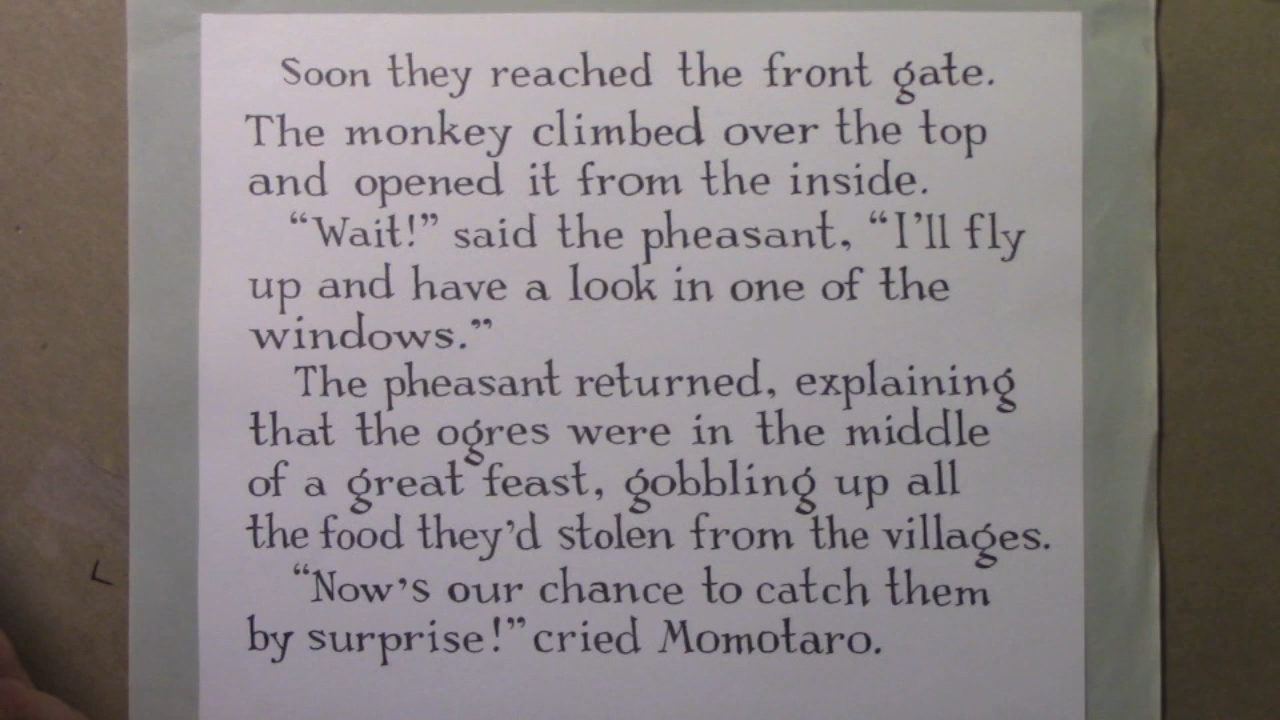 Soon they reached the front gate.
The monkey climbed over the top
and opened it from the inside.
“Wait!” said the pheasant, “I’ll fly
up and have a look in one of the
windows.”
The pheasant returned, explaining
that the ogres were in the middle
of a great feast, gobbling up all
the food they’d stolen from the villages.
“Now’s our chance to catch them
by surprise!” cried Momotaro.